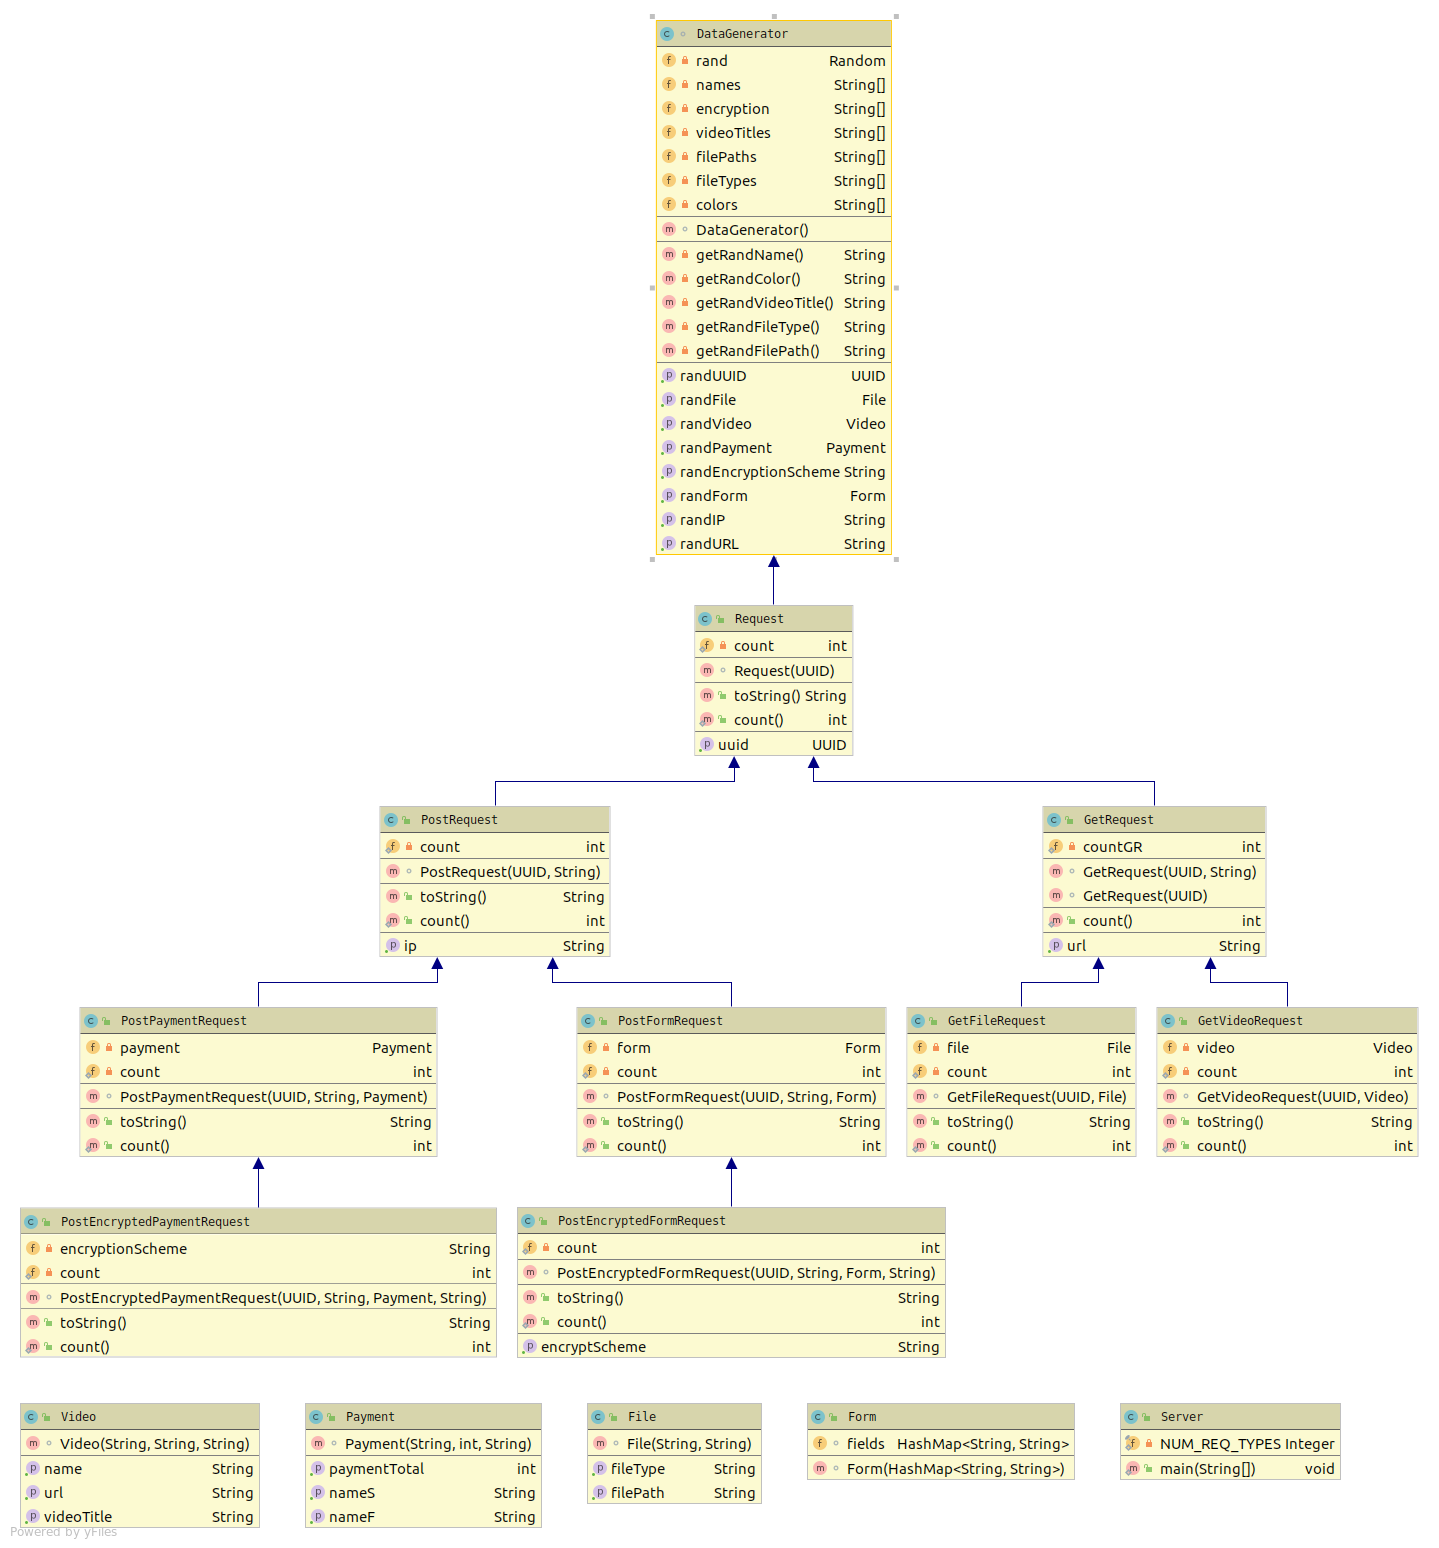 DataGenerator
rand Random
names String[]
encryption String[]
videoTitles String[]
filePaths String[]
fileTypes String[]
colors String[]
DataGenerator()
getRandName() String
getRandColor() String
getRandVideoTitle() String
getRandFileType() String
getRandFilePath() String
randUUID UUID
randFile File
randVideo Video
randPayment Payment
randEncryptionScheme String
randForm Form
randIP String
randURL String
Request
count int
Request(UUID)
toString() String
count() int
uuid UUID
PostRequest
count int
PostRequest(UUID, String)
toString() String
count() int
ip String
GetRequest
countGR int
GetRequest(UUID, String)
GetRequest(UUID)
count() int
url String
PostPaymentRequest
payment Payment
count int
PostPaymentRequest(UUID, String, Payment)
toString() String
count() int
PostFormRequest
form Form
count int
PostFormRequest(UUID, String, Form)
toString() String
count() int
GetFileRequest
file File
count int
GetFileRequest(UUID, File)
toString() String
count() int
GetVideoRequest
video Video
count int
GetVideoRequest(UUID, Video)
toString() String
count() int
PostEncryptedPaymentRequest
encryptionScheme String
count int
PostEncryptedPaymentRequest(UUID, String, Payment, String)
toString() String
count() int
PostEncryptedFormRequest
count int
PostEncryptedFormRequest(UUID, String, Form, String)
toString() String
count() int
encryptScheme String
Video
Video(String, String, String)
name String
url String
videoTitle String
Payment
Payment(String, int, String)
paymentTotal int
nameS String
nameF String
File
File(String, String)
fileType String
filePath String
Form
fields HashMap<String, String>
Form(HashMap<String, String>)
Server
NUM_REQ_TYPES Integer
main(String[]) void
Powered by yFiles